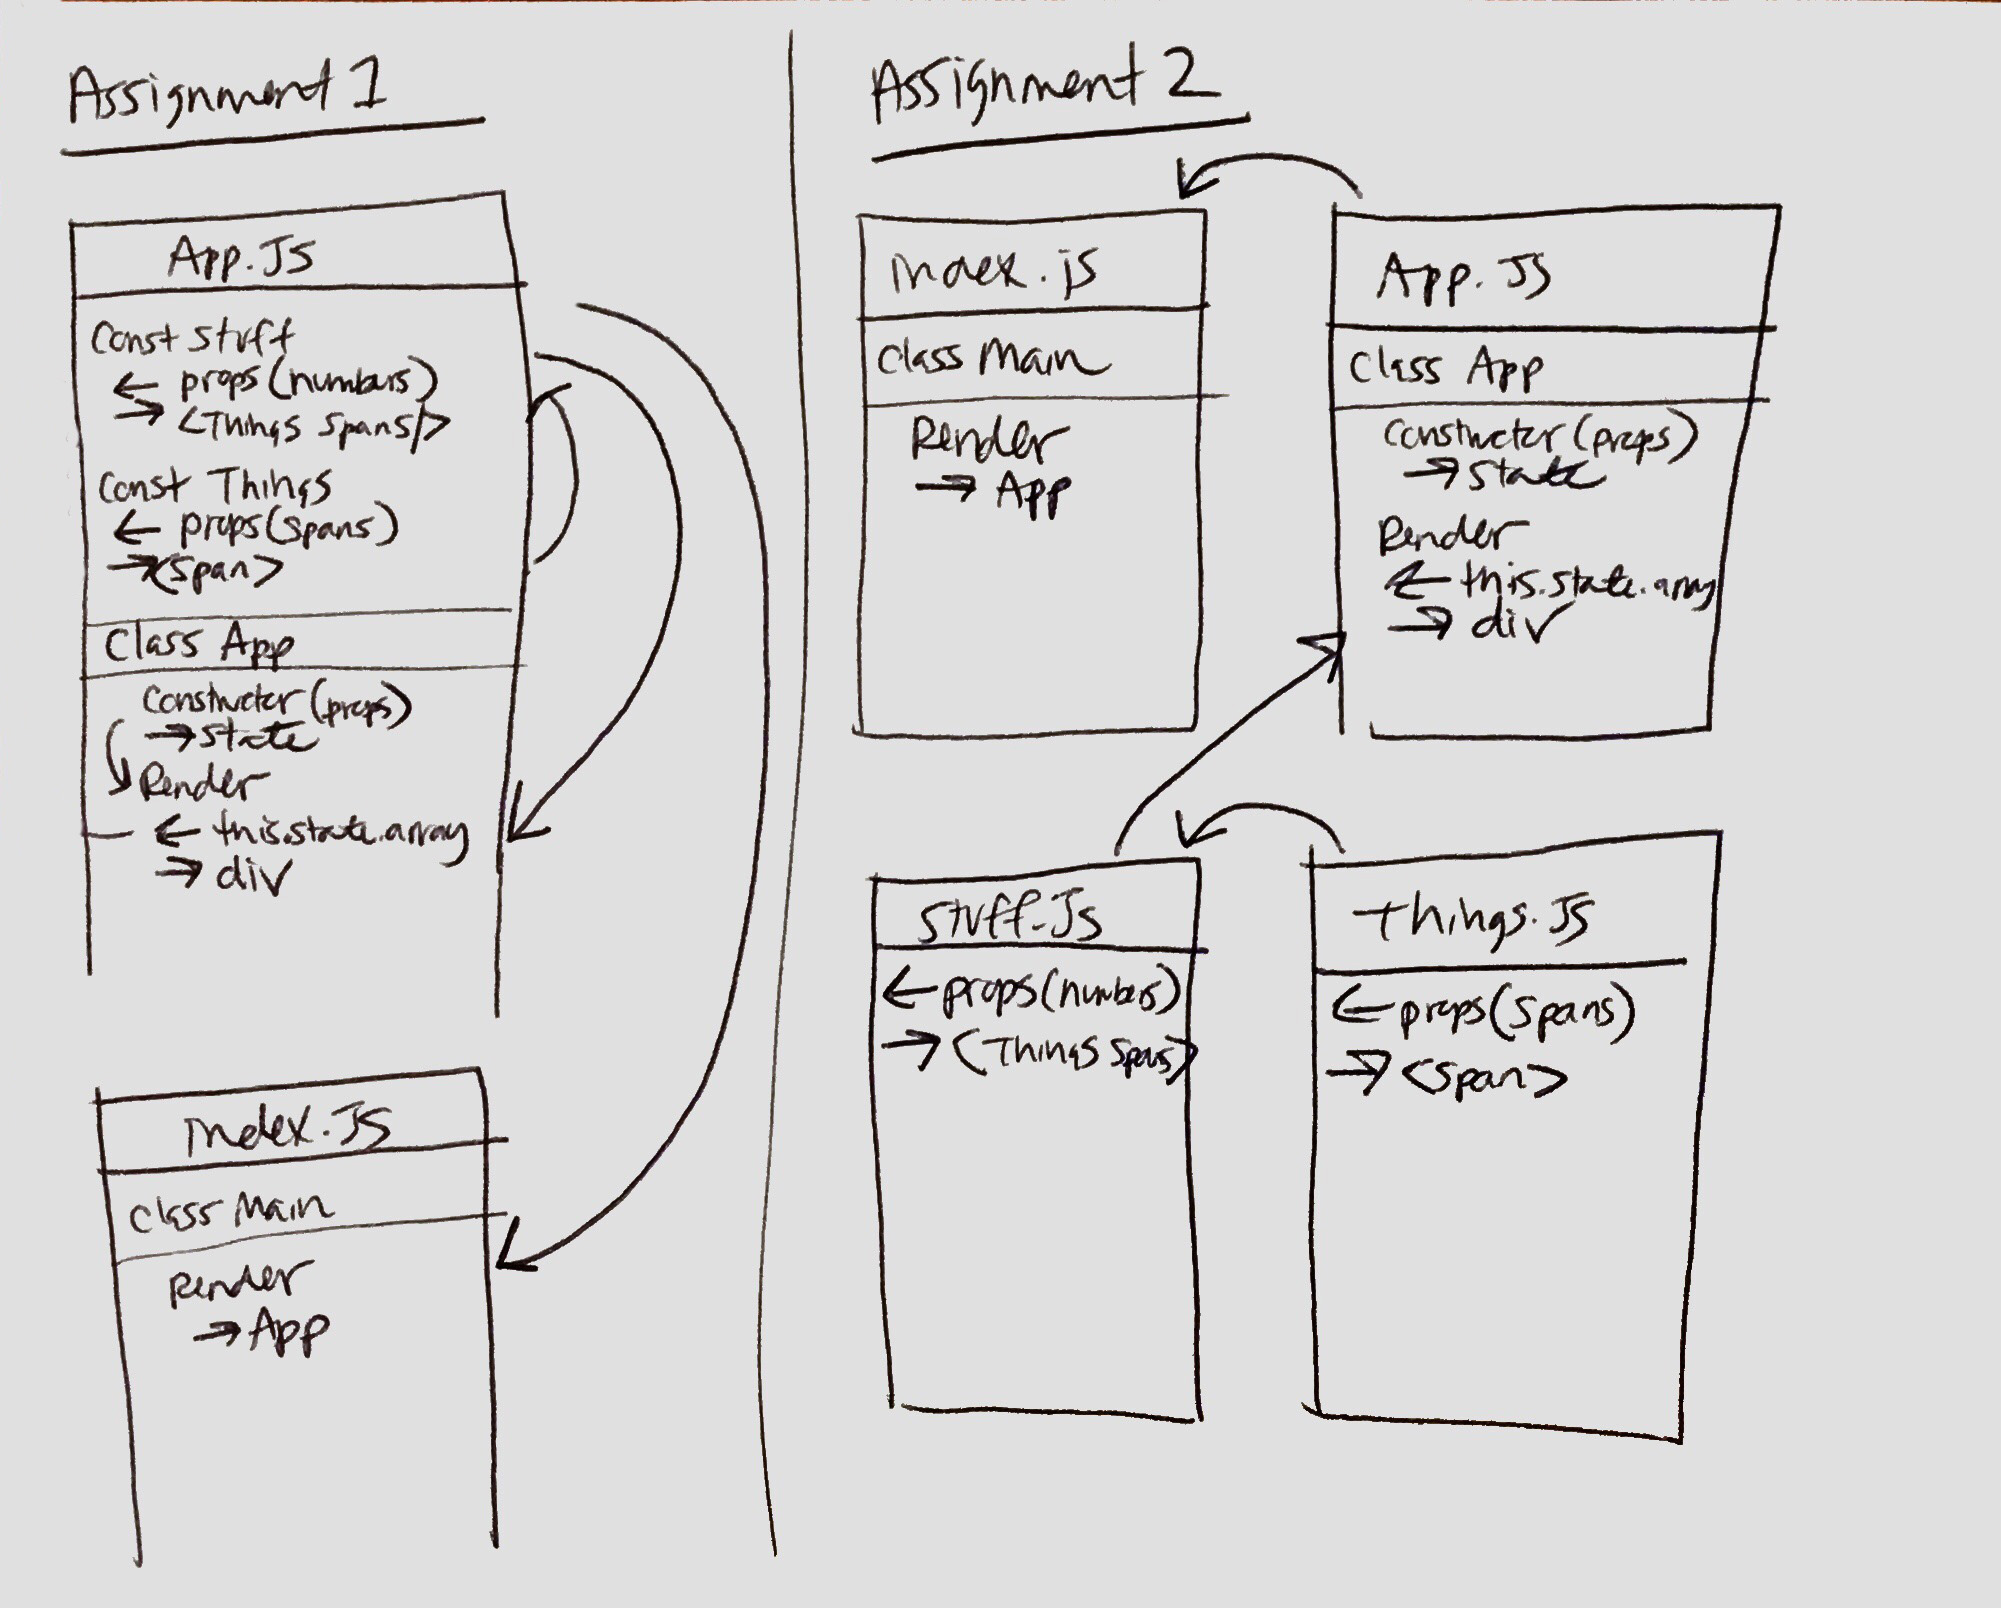 Assignment 1
App.JS
Const Stuff
← props(numbers)
→ <Things spans/>
Const Things
← props(spans)
→ <span>
Class App
Constructer (props)
→ state
Render
← this.state.array
→ div
Index.JS
Class Main
Render
→ App
Assignment 2
Index.js
Class Main
Render
→ App
App.JS
Class App
Constructer (props)
→ state
Render
← this.state.array
→ div
Stuff.Js
← props(numbers)
→ <Things spans>
Things.JS
← props(spans)
→ <span>